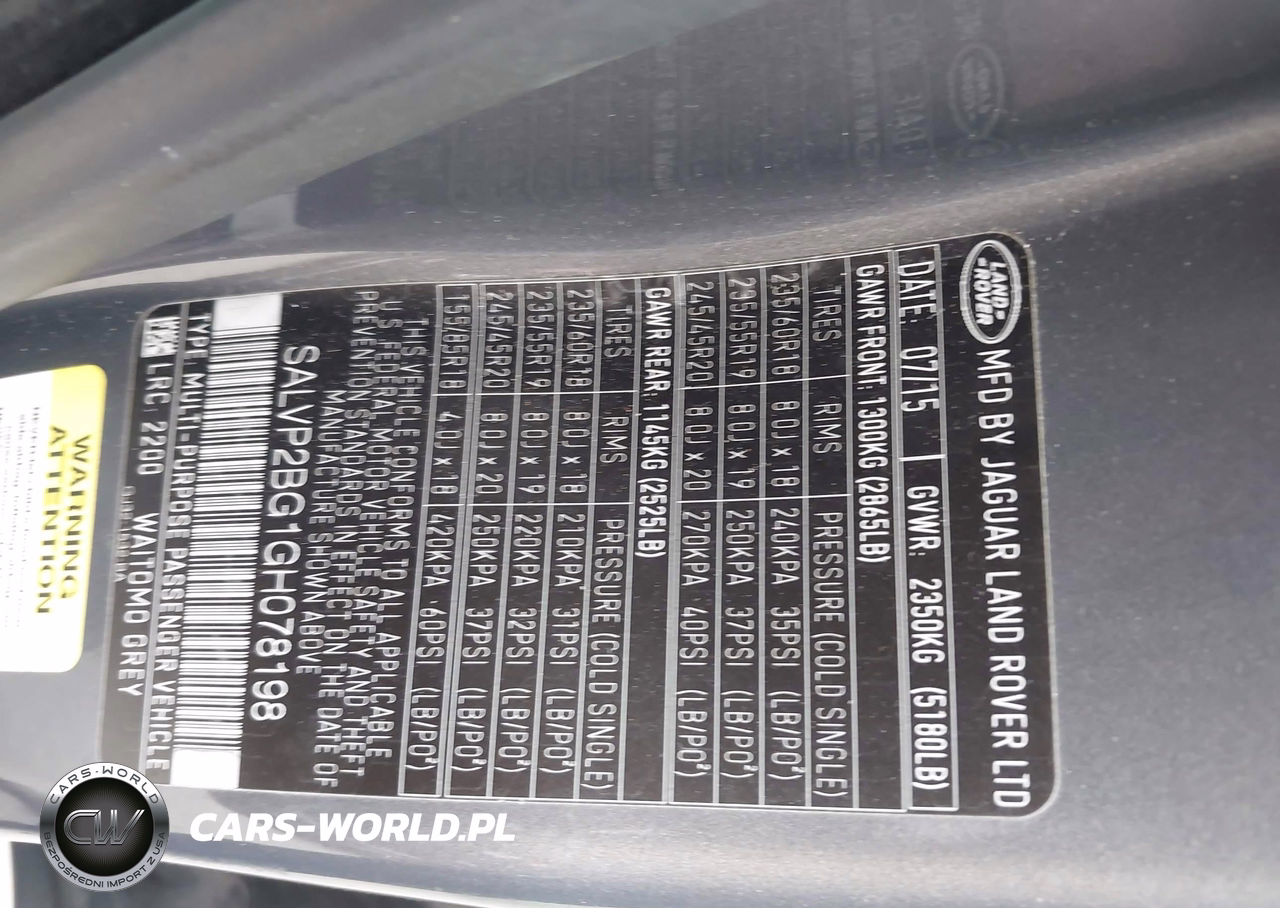 LAND ROVER
MFD BY JAGUAR LAND ROVER LTD
DATE: 07/15 GVWR: 2350KG (5180LB)
GAWR FRONT: 1300KG (2865LB)
TIRES RIMS PRESSURE (COLD SINGLE)
235/60R18 8.0J x 18 240KPA 35PSI (LB/PO²)
235/55R19 8.0J x 19 250KPA 37PSI (LB/PO²)
245/45R20 8.0J x 20 270KPA 40PSI (LB/PO²)
GAWR REAR: 1145KG (2525LB)
TIRES RIMS PRESSURE (COLD SINGLE)
235/60R18 8.0J x 18 210KPA 31PSI (LB/PO²)
235/55R19 8.0J x 19 220KPA 32PSI (LB/PO²)
245/45R20 8.0J x 20 250KPA 37PSI (LB/PO²)
155/85R18 4.0J x 18 420KPA 60PSI (LB/PO²)
THIS VEHICLE CONFORMS TO ALL APPLICABLE
U.S. FEDERAL MOTOR VEHICLE SAFETY AND THEFT
PREVENTION STANDARDS IN EFFECT ON THE DATE OF
MANUFACTURE SHOWN ABOVE
SALVP2BG1GH078198
TYPE MULTI-PURPOSE PASSENGER VEHICLE
LRC 2200 WAITOMO GREY
WARNING
ATTENTION
CARS-WORLD
CW
BEZPOŚREDNI IMPORT Z USA
CARS-WORLD.PL